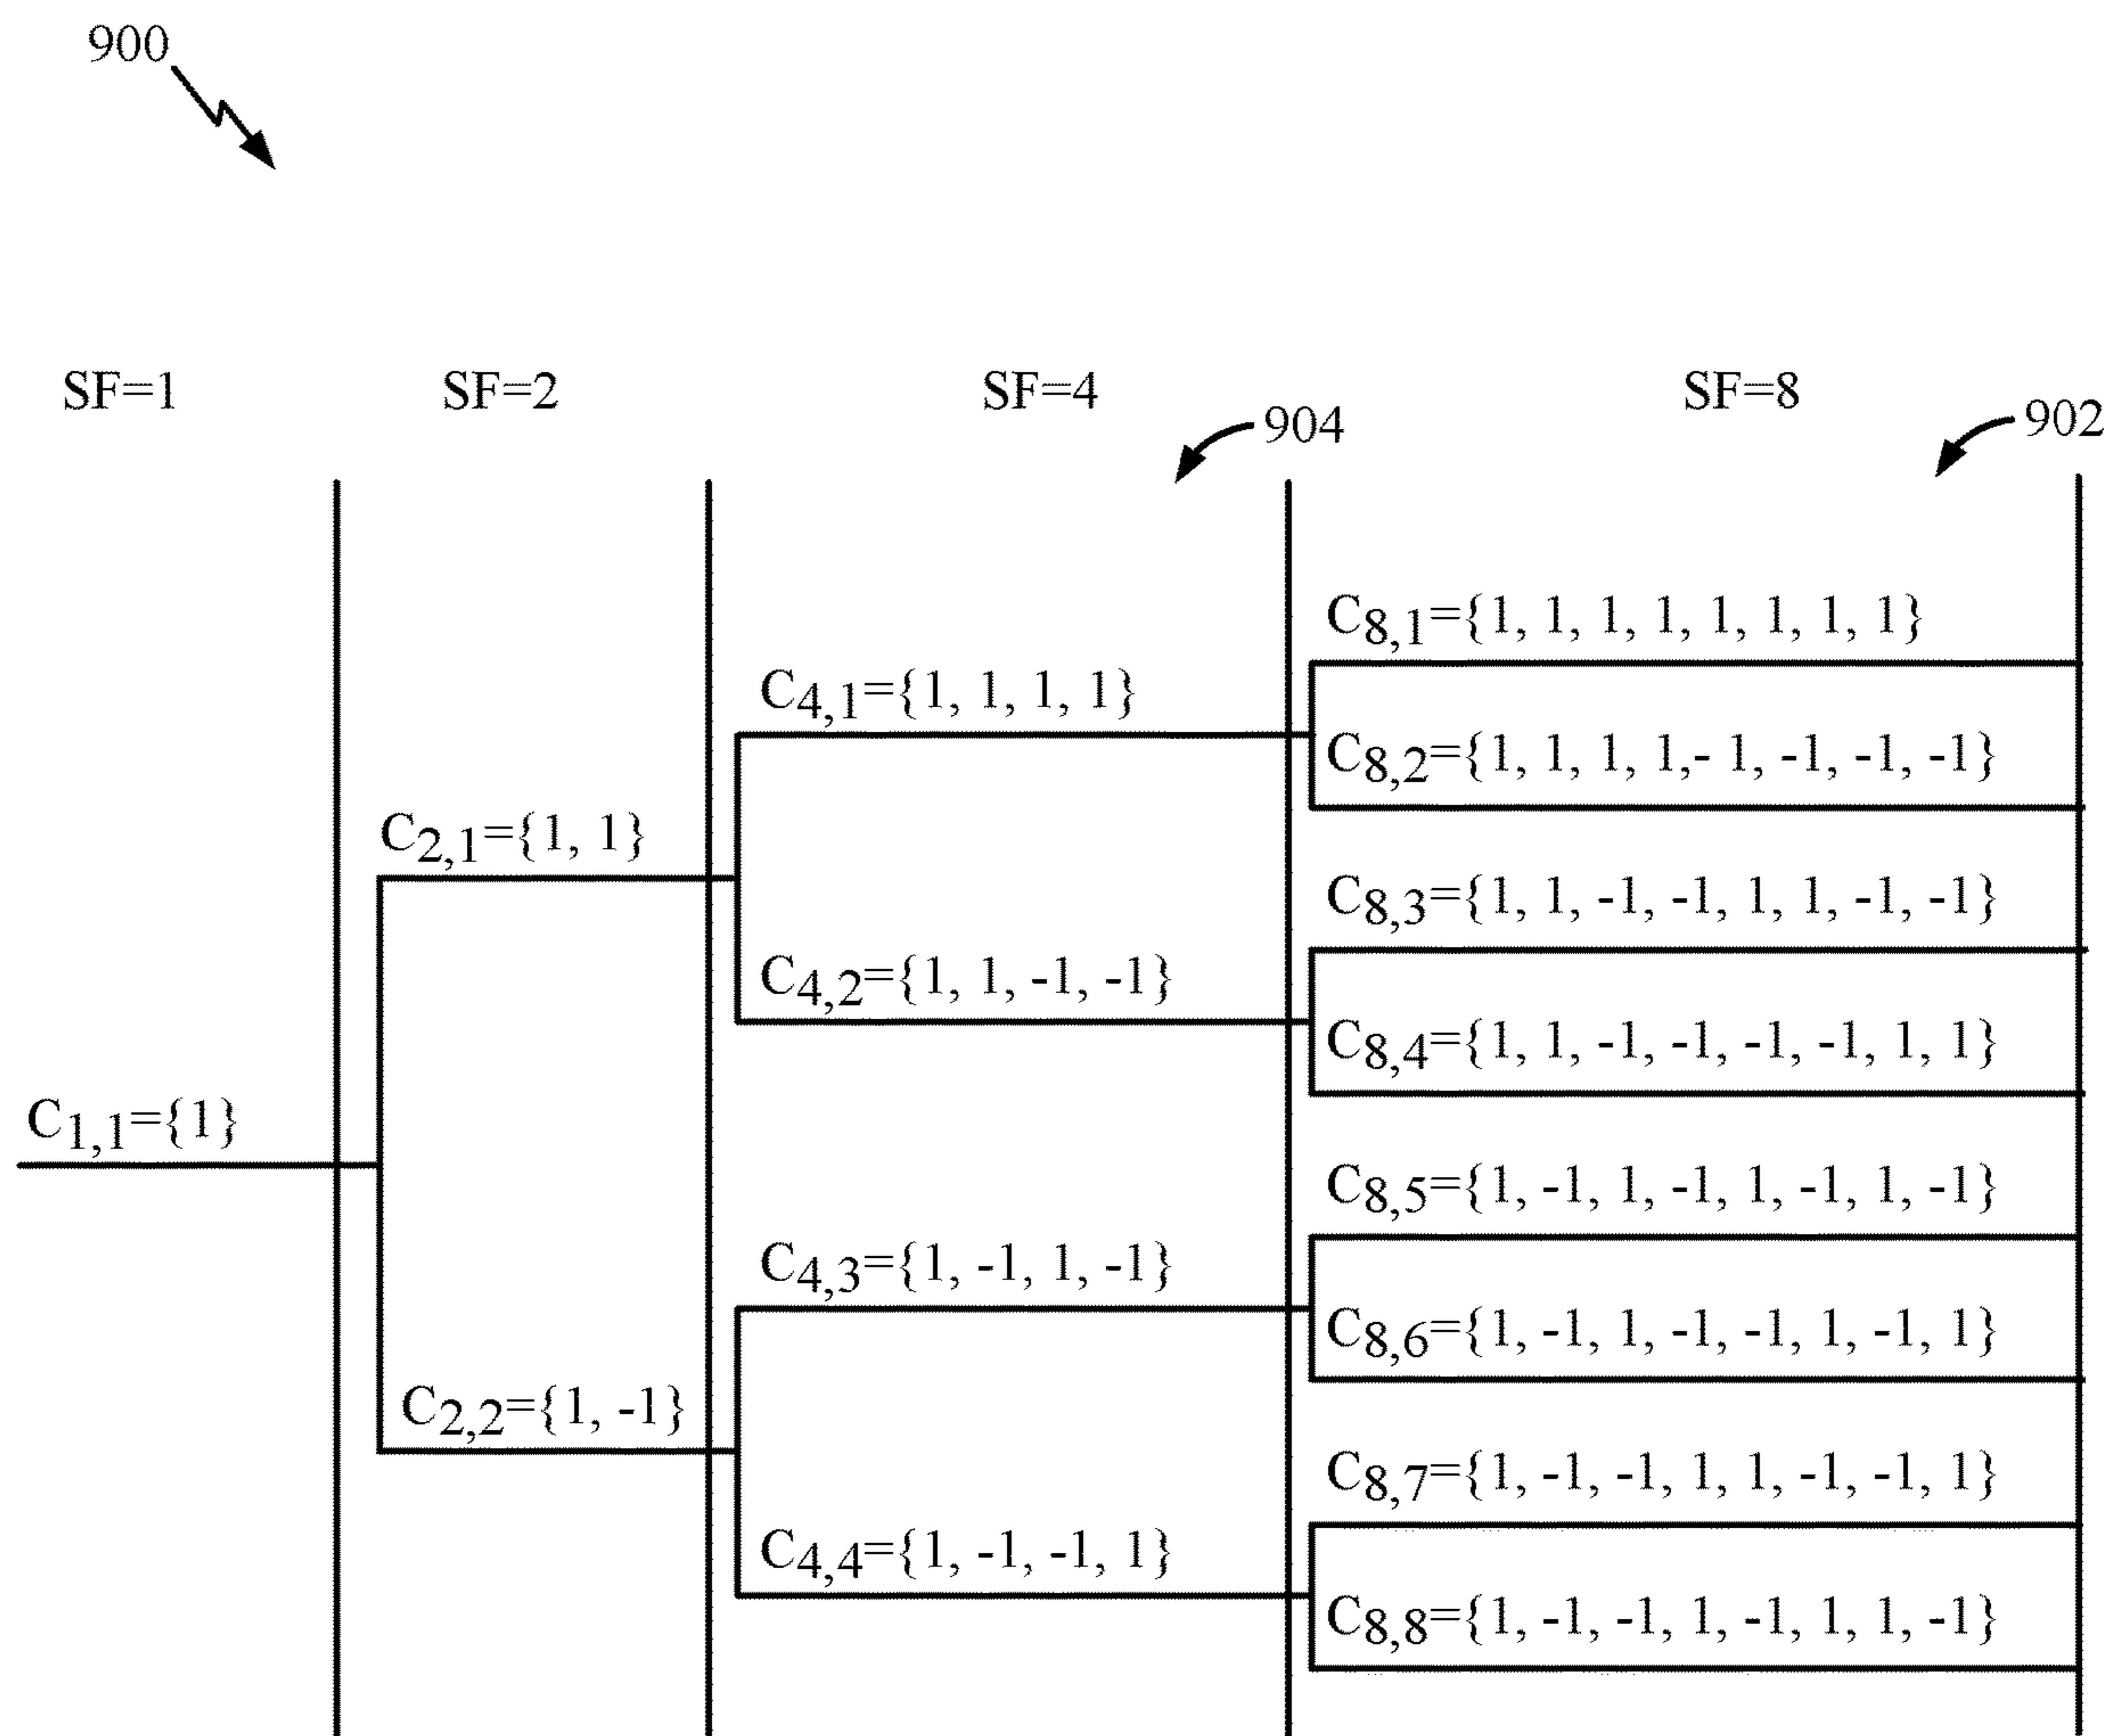 900
SF=1 SF=2 SF=4 SF=8
904 902
C8,1={1, 1, 1, 1, 1, 1, 1, 1}
C4,1={1, 1, 1, 1}
C8,2={1, 1, 1, 1,- 1, -1, -1, -1}
C2,1={1, 1}
C8,3={1, 1, -1, -1, 1, 1, -1, -1}
C4,2={1, 1, -1, -1}
C8,4={1, 1, -1, -1, -1, -1, 1, 1}
C1,1={1}
C8,5={1, -1, 1, -1, 1, -1, 1, -1}
C4,3={1, -1, 1, -1}
C8,6={1, -1, 1, -1, -1, 1, -1, 1}
C2,2={1, -1}
C8,7={1, -1, -1, 1, 1, -1, -1, 1}
C4,4={1, -1, -1, 1}
C8,8={1, -1, -1, 1, -1, 1, 1, -1}